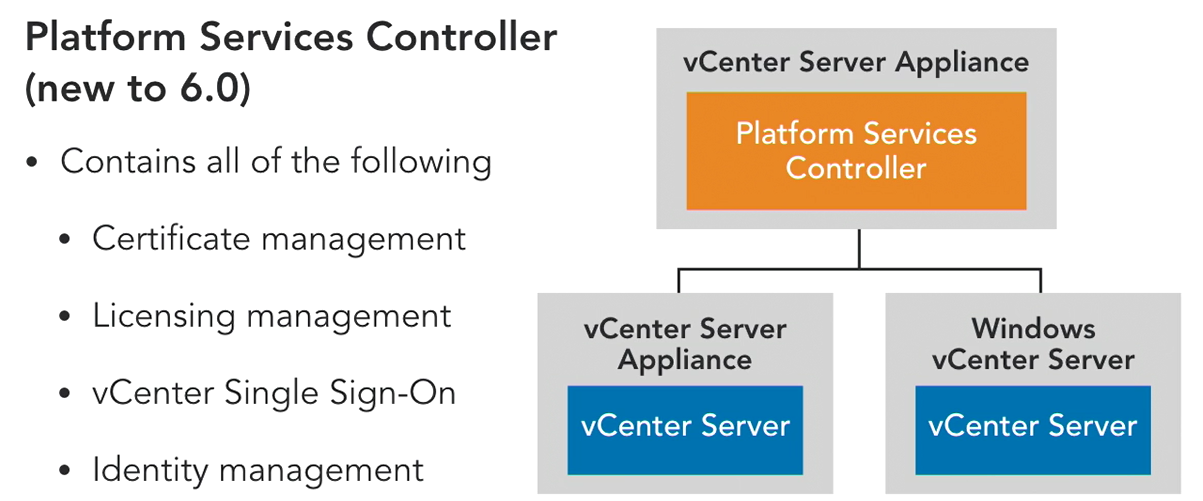 Platform Services Controller
(new to 6.0)
• Contains all of the following
• Certificate management
• Licensing management
• vCenter Single Sign-On
• Identity management
vCenter Server Appliance
Platform Services
Controller
vCenter Server
Appliance
vCenter Server
Windows
vCenter Server
vCenter Server